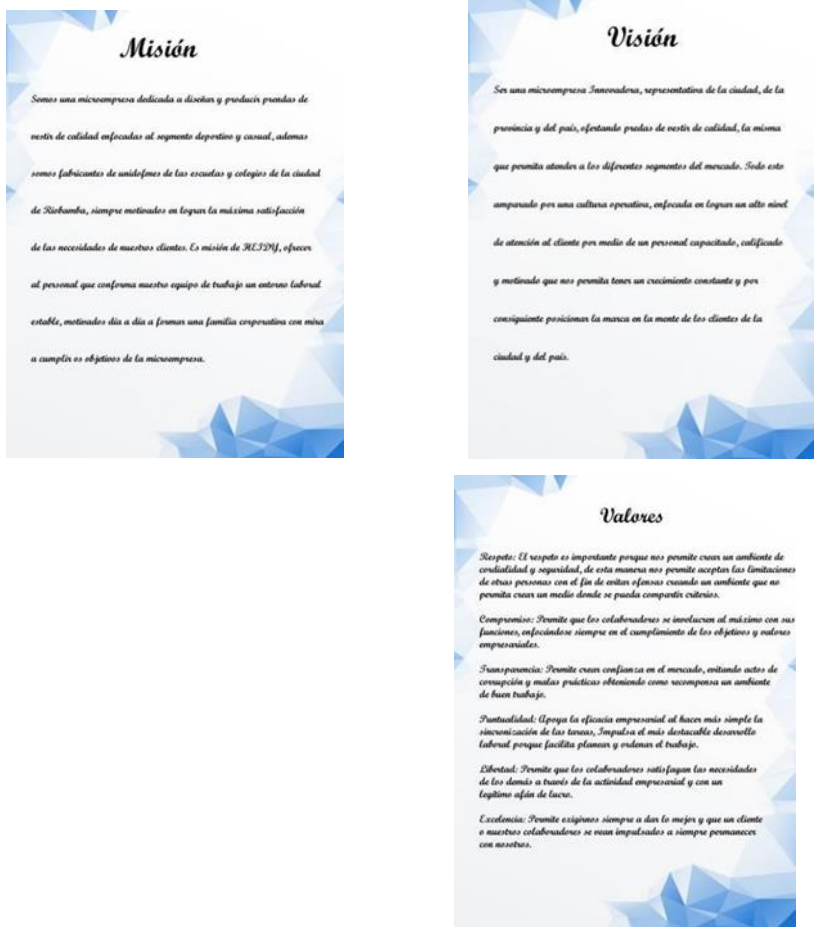 Misión
Somos una microempresa dedicada a diseñar y producir prendas de
vestir de calidad enfocadas al segmento deportivo y casual, ademas
somos fabricantes de unidofmes de las escuelas y colegios de la ciudad
de Riobamba, siempre motivados en lograr la máxima satisfacción
de las necesidades de nuestros clientes. Es misión de HEIDY, ofrecer
al personal que conforma nuestro equipo de trabajo un entorno laboral
estable, motivados día a día a formar una familia corporativa con mira
a cumplir os objetivos de la microempresa.
Visión
Ser una microempresa Innovadora, representativa de la ciudad, de la
provincia y del país, ofertando predas de vestir de calidad, la misma
que permita atender a los diferentes segmentos del mercado. Todo esto
amparado por una cultura operativa, enfocada en lograr un alto nivel
de atención al cliente por medio de un personal capacitado, calificado
y motivado que nos permita tener un crecimiento constante y por
consiguiente posicionar la marca en la mente de los clientes de la
ciudad y del país.
Valores
Respeto: El respeto es importante porque nos permite crear un ambiente de
cordialidad y seguridad, de esta manera nos permite aceptar las limitaciones
de otras personas con el fin de evitar ofensas creando un ambiente que no
permita crear un medio donde se pueda compartir criterios.
Compromiso: Permite que los colaboradores se involucren al máximo con sus
funciones, enfocándose siempre en el cumplimiento de los objetivos y valores
empresariales.
Transparencia: Permite crear confianza en el mercado, evitando actos de
corrupción y malas prácticas obteniendo como recompensa un ambiente
de buen trabajo.
Puntualidad: Apoya la eficacia empresarial al hacer más simple la
sincronización de las tareas, Impulsa el más destacable desarrollo
laboral porque facilita planear y ordenar el trabajo.
Libertad: Permite que los colaboradores satisfagan las necesidades
de los demás a través de la actividad empresarial y con un
legítimo afán de lucro.
Excelencia: Permite exigirnos siempre a dar lo mejor y que un cliente
o nuestros colaboradores se vean impulsados a siempre permanecer
con nosotros.